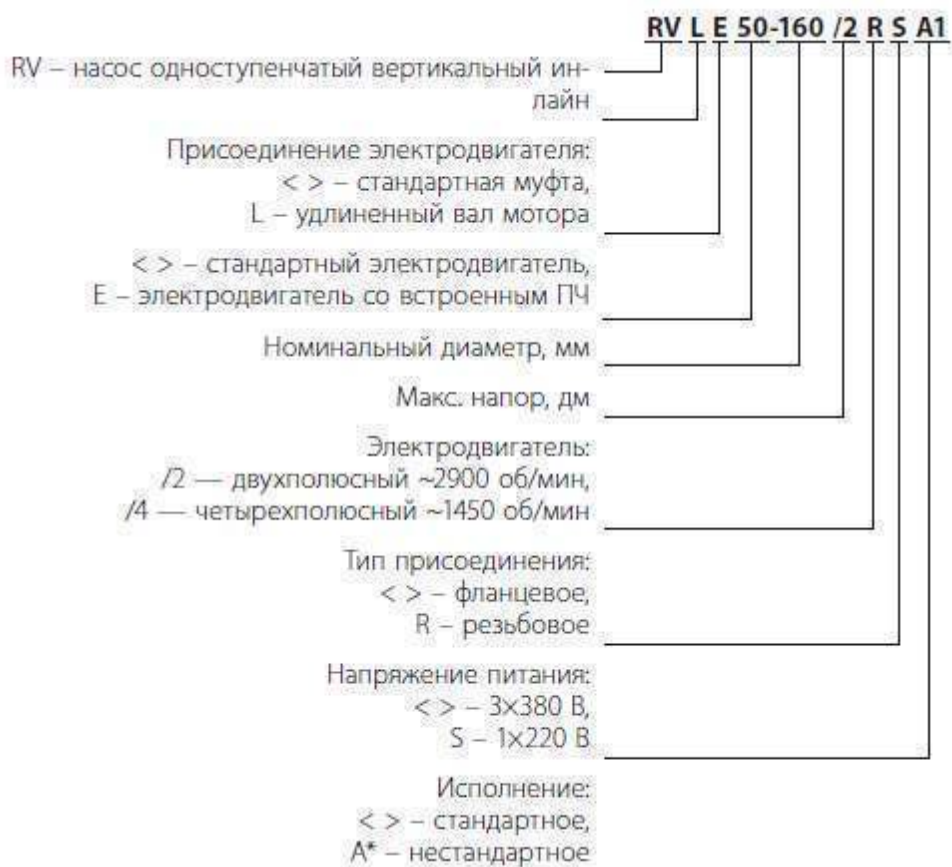 RV L E 50-160 /2 R S A1
RV – насос одноступенчатый вертикальный ин-
лайн
Присоединение электродвигателя:
< > – стандартная муфта,
L – удлиненный вал мотора
< > – стандартный электродвигатель,
E – электродвигатель со встроенным ПЧ
Номинальный диаметр, мм
Макс. напор, дм
Электродвигатель:
/2 — двухполюсный ~2900 об/мин,
/4 — четырехполюсный ~1450 об/мин
Тип присоединения:
< > – фланцевое,
R – резьбовое
Напряжение питания:
< > – 3×380 В,
S – 1×220 В
Исполнение:
< > – стандартное,
A* – нестандартное